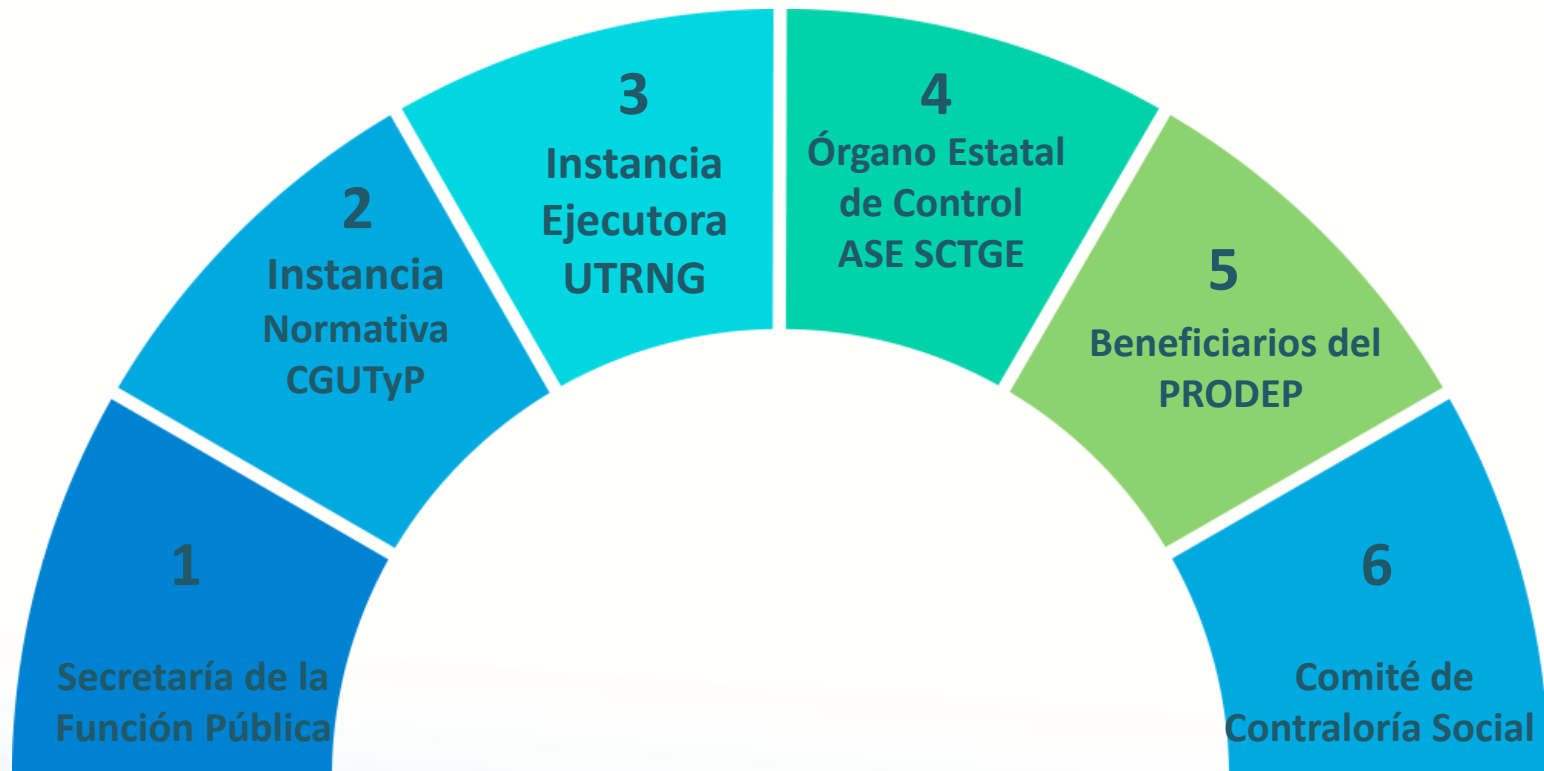 1
Secretaría de la
Función Pública
2
Instancia
Normativa
CGUTyP
3
Instancia
Ejecutora
UTRNG
4
Órgano Estatal
de Control
ASE SCTGE
5
Beneficiarios del
PRODEP
6
Comité de
Contraloría Social